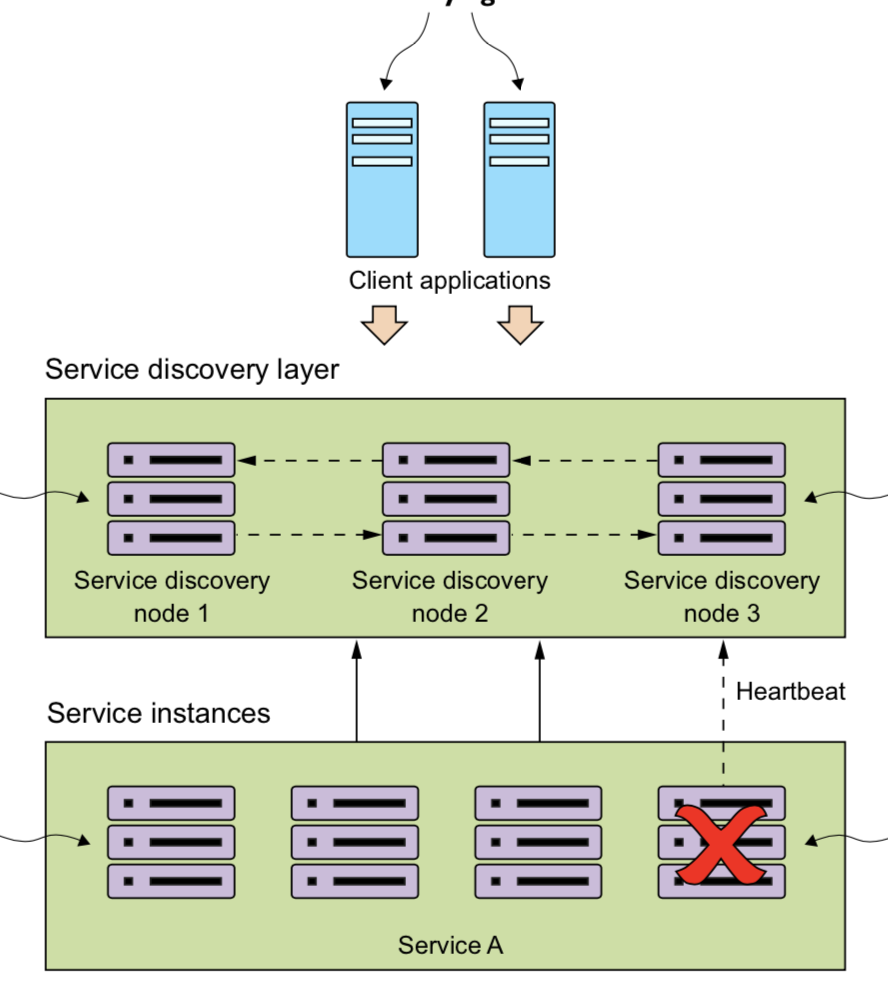 Client applications
Service discovery layer
Service discovery
node 1
Service discovery
node 2
Service discovery
node 3
Heartbeat
Service instances
Service A